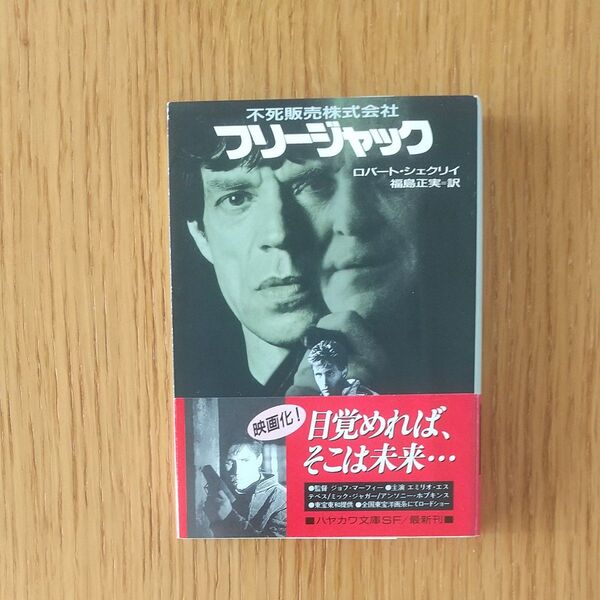 不死販売株式会社
フリージャック
ロバート・シェクリイ
福島正実=訳
映画化!
目覚めれば、
そこは未来…
●監督 ジョフ・マーフィー●主演 エミリオ・エス
テベス/ミック・ジャガー/アンソニー・ホプキンス
●東宝東和提供 ●全国東宝洋画系にてロードショー
■ハヤカワ文庫SF/最新刊■